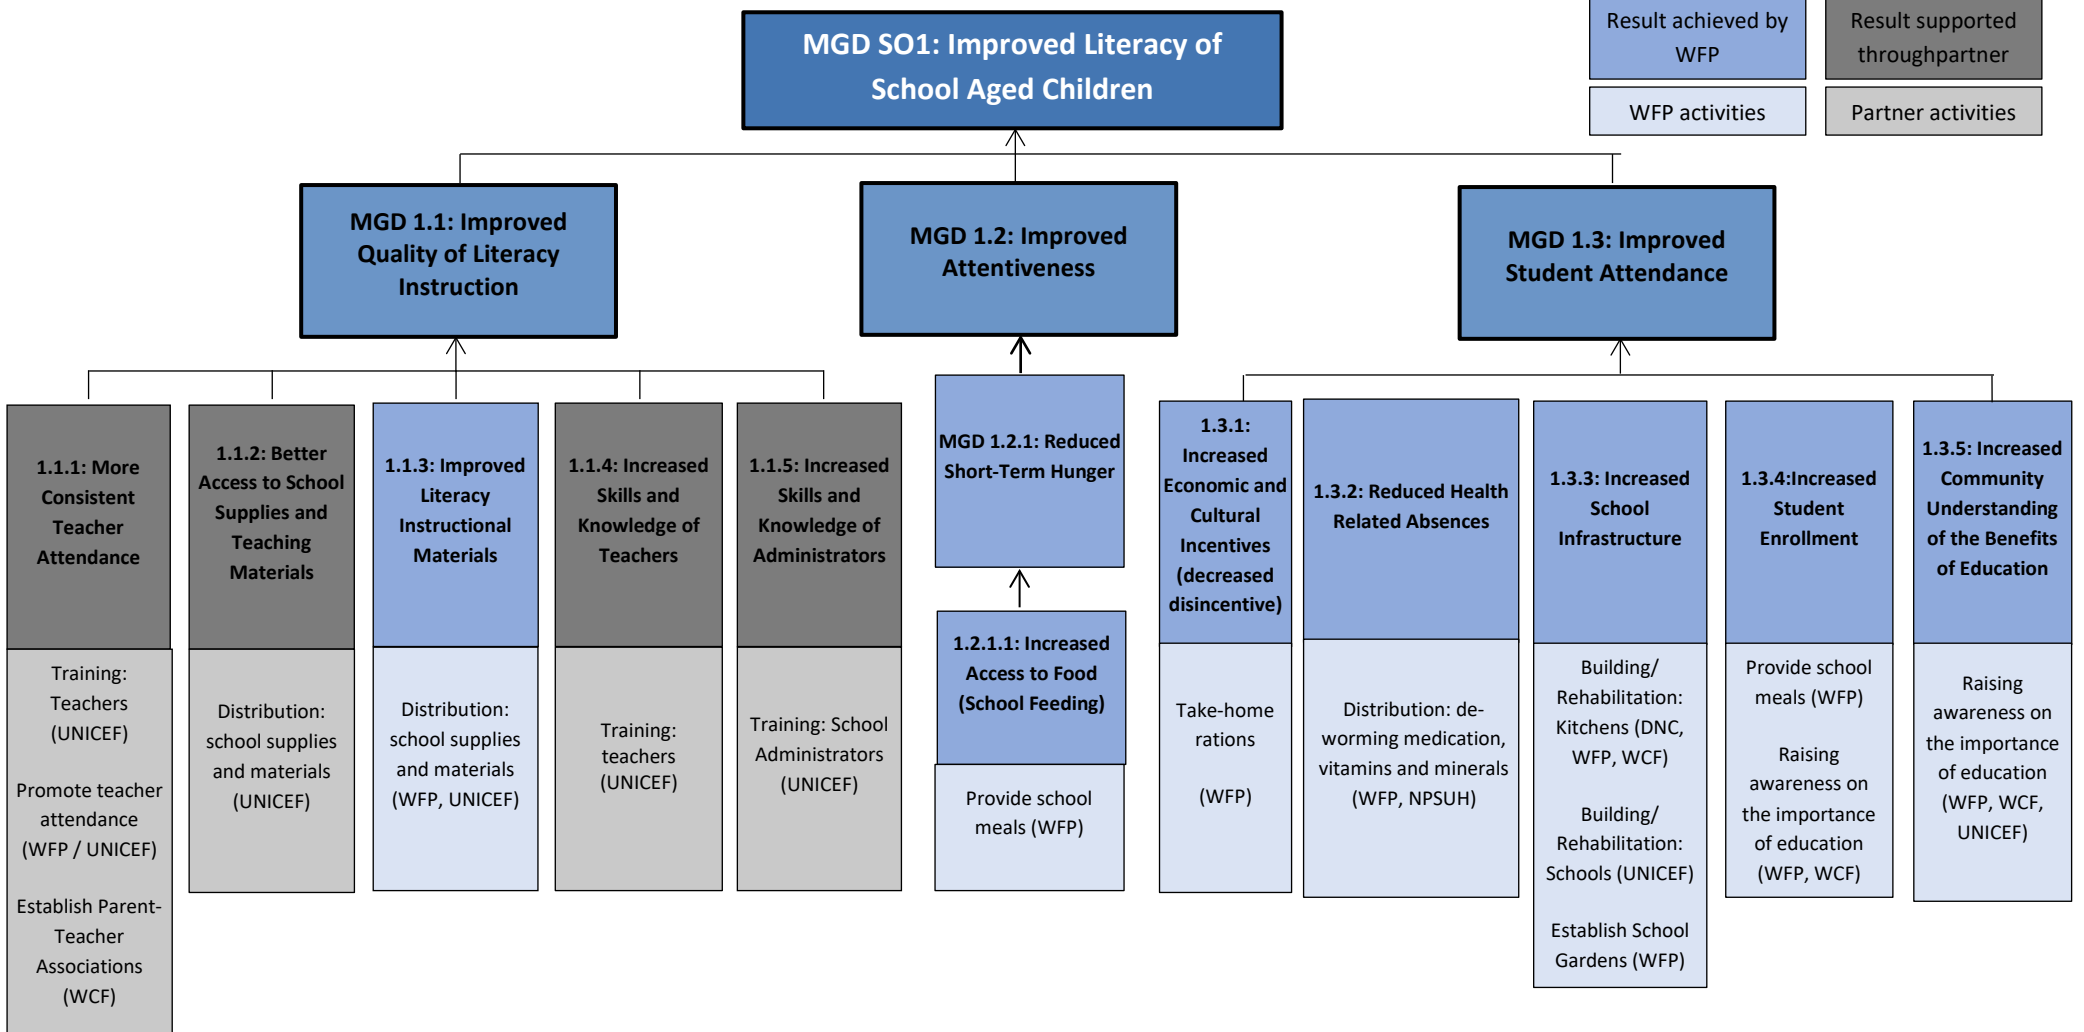 MGD SO1: Improved Literacy of
School Aged Children
Result achieved by
WFP
Result supported
throughpartner
WFP activities
Partner activities
MGD 1.1: Improved
Quality of Literacy
Instruction
MGD 1.2: Improved
Attentiveness
MGD 1.3: Improved
Student Attendance
1.1.1: More
Consistent
Teacher
Attendance
Training:
Teachers
(UNICEF)
Promote teacher
attendance
(WFP / UNICEF)
Establish Parent-
Teacher
Associations
(WCF)
1.1.2: Better
Access to School
Supplies and
Teaching
Materials
Distribution:
school supplies
and materials
(UNICEF)
1.1.3: Improved
Literacy
Instructional
Materials
Distribution:
school supplies
and materials
(WFP, UNICEF)
1.1.4: Increased
Skills and
Knowledge of
Teachers
Training:
teachers
(UNICEF)
1.1.5: Increased
Skills and
Knowledge of
Administrators
Training: School
Administrators
(UNICEF)
MGD 1.2.1: Reduced
Short-Term Hunger
1.2.1.1: Increased
Access to Food
(School Feeding)
Provide school
meals (WFP)
1.3.1:
Increased
Economic and
Cultural
Incentives
(decreased
disincentive)
Take-home
rations
(WFP)
1.3.2: Reduced Health
Related Absences
Distribution: de-
worming medication,
vitamins and minerals
(WFP, NPSUH)
1.3.3: Increased
School
Infrastructure
Building/
Rehabilitation:
Kitchens (DNC,
WFP, WCF)
Building/
Rehabilitation:
Schools (UNICEF)
Establish School
Gardens (WFP)
1.3.4:Increased
Student
Enrollment
Provide school
meals (WFP)
Raising
awareness on
the importance
of education
(WFP, WCF)
1.3.5: Increased
Community
Understanding
of the Benefits
of Education
Raising
awareness on
the importance
of education
(WFP, WCF,
UNICEF)